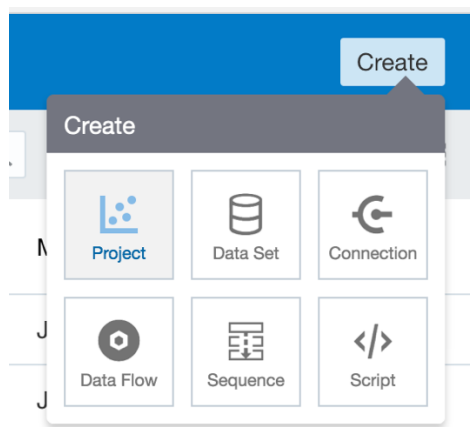 Create
Create
Project
Data Set
Connection
Data Flow
Sequence
Script